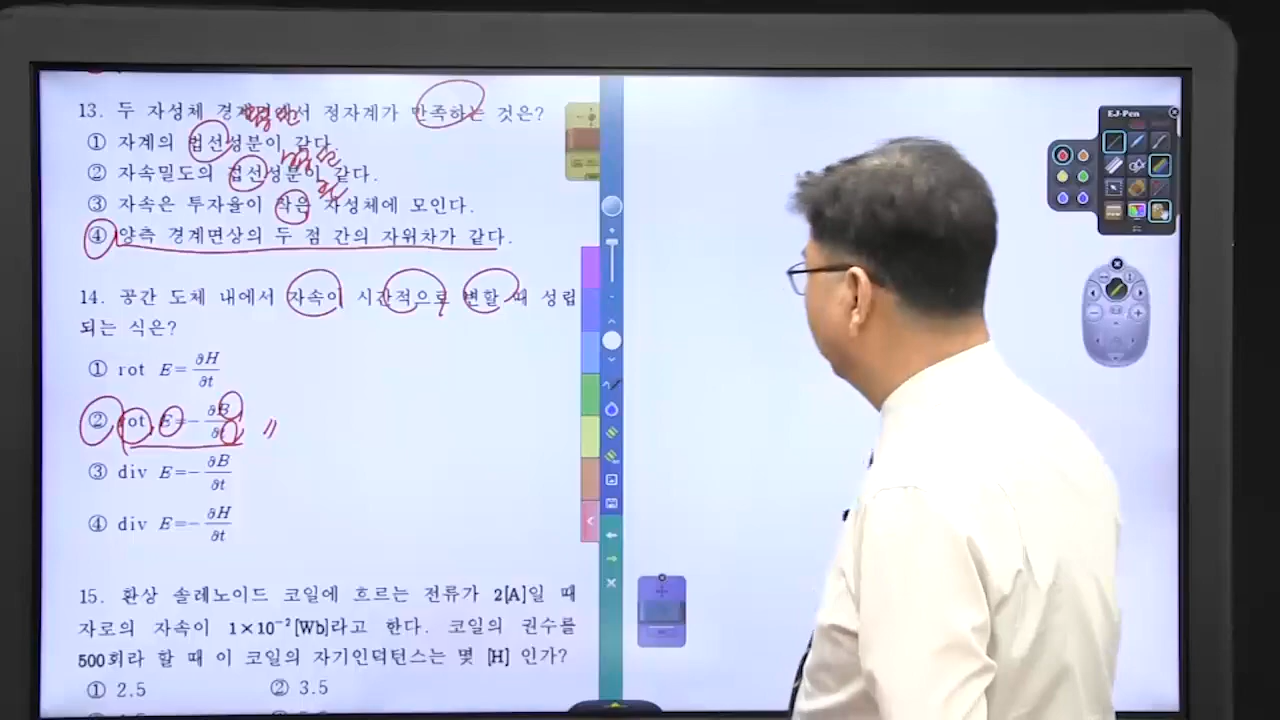 13. 두 자성체 경계면에서 정자계가 만족하는 것은?
① 자계의 법선성분이 같다.
② 자속밀도의 접선성분이 같다.
③ 자속은 투자율이 작은 자성체에 모인다.
④ 양측 경계면상의 두 점 간의 자위차가 같다.
14. 공간 도체 내에서 자속이 시간적으로 변할 때 성립
되는 식은?
① rot E = ∂H/∂t
② rot E = - ∂B/∂t
③ div E = - ∂B/∂t
④ div E = - ∂H/∂t
15. 환상 솔레노이드 코일에 흐르는 전류가 2[A]일 때
자로의 자속이 1×10⁻²[Wb]라고 한다. 코일의 권수를
500회라 할 때 이 코일의 자기인덕턴스는 몇 [H] 인가?
① 2.5 ② 3.5
EJ-Pen